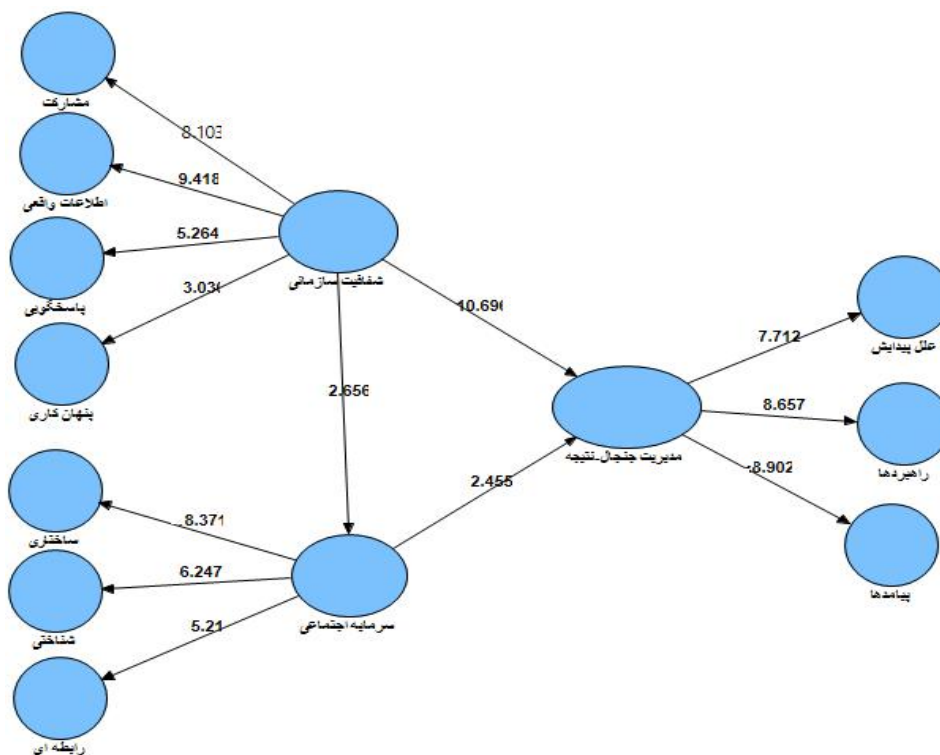 مشارکت
8.103
اطلاعات واقعی
9.418
شفافیت سازمانی
5.264
پاسخگویی
3.036
پنهان کاری
10.696
2.656
علل پیدایش
7.712
مدیریت جنجال-نتیجه
8.657
راهبردها
8.902
2.455
پیامدها
ساختاری
8.371
شناختی
6.247
سرمایه اجتماعی
5.21
رابطه ای